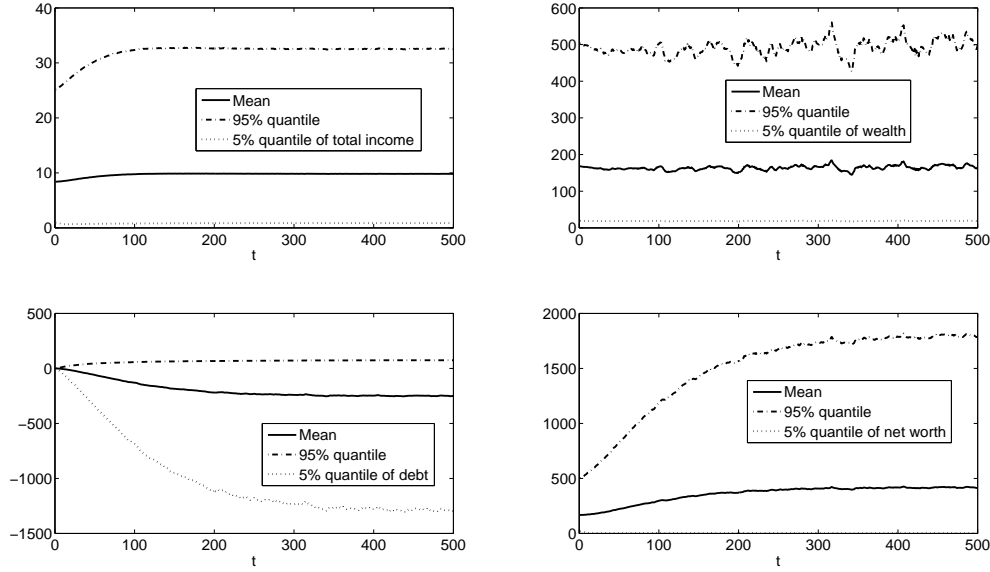 40
30
20
10
0
0 100 200 300 400 500
t
Mean
95% quantile
5% quantile of total income
600
500
400
300
200
100
0
0 100 200 300 400 500
t
Mean
95% quantile
5% quantile of wealth
500
0
−500
−1000
−1500
0 100 200 300 400 500
t
Mean
95% quantile
5% quantile of debt
2000
1500
1000
500
0
0 100 200 300 400 500
t
Mean
95% quantile
5% quantile of net worth